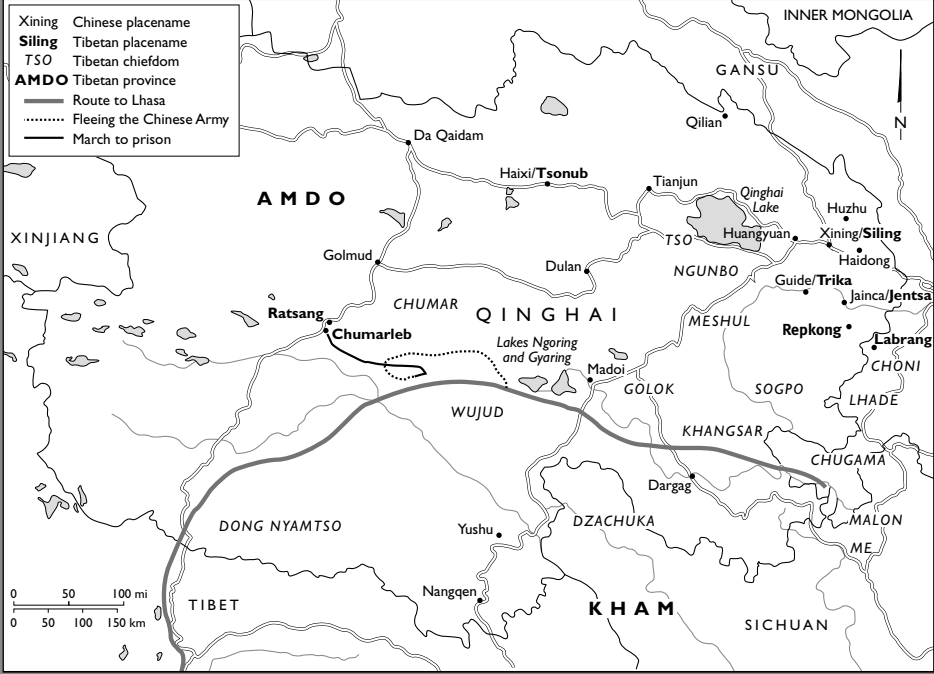 Xining Chinese placename
Siling Tibetan placename
TSO Tibetan chiefdom
AMDO Tibetan province
Route to Lhasa
Fleeing the Chinese Army
March to prison
INNER MONGOLIA
GANSU
N
Qilian
Da Qaidam
Haixi/Tsonub
Tianjun
Qinghai
Lake
AMDO
Huzhu
XINJIANG
Huangyuan
Xining/Siling
TSO
Haidong
Golmud
Dulan
NGUNBO
Guide/Trika
Jainca/Jentsa
CHUMAR
QINGHAI
Ratsang
MESHUL
Chumarleb
Repkong
Lakes Ngoring
and Gyaring
Labrang
Madoi
CHONI
GOLOK
SOGPO
LHADE
WUJUD
KHANGSAR
CHUGAMA
Dargag
DONG NYAMTSO
DZACHUKA
MALON
Yushu
ME
Nangqen
0 50 100 mi
0 50 100 150 km
TIBET
KHAM
SICHUAN